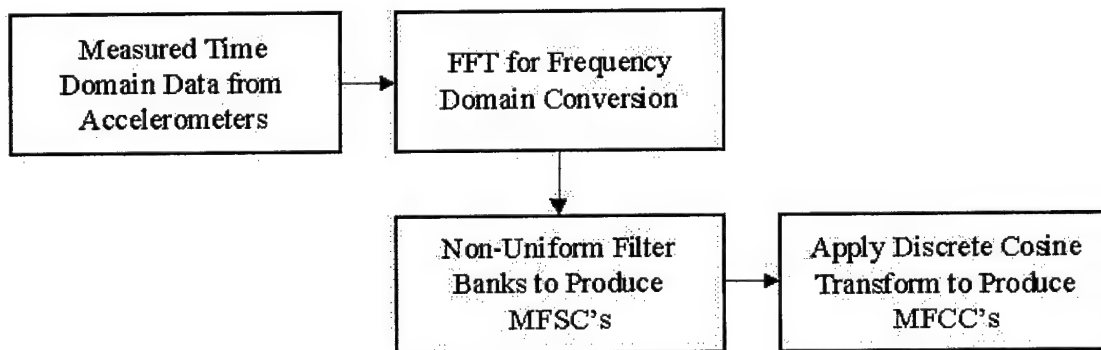 Measured Time
Domain Data from
Accelerometers
FFT for Frequency
Domain Conversion
Non-Uniform Filter
Banks to Produce
MFSC's
Apply Discrete Cosine
Transform to Produce
MFCC's